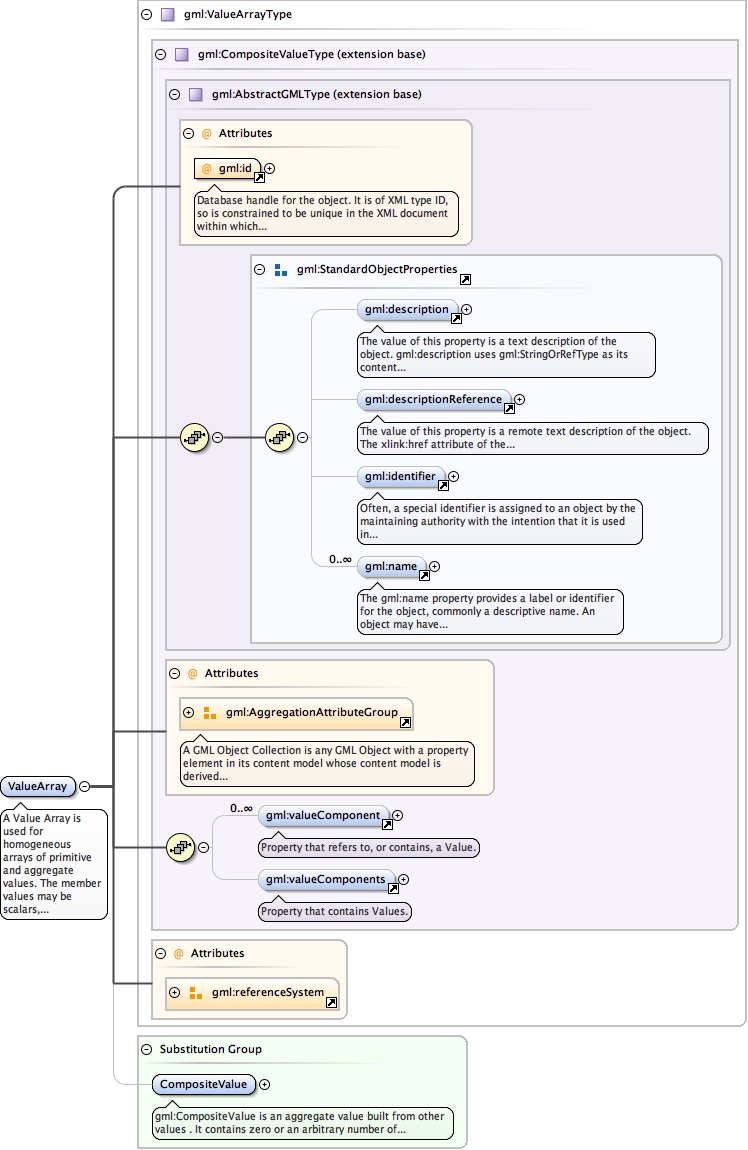 gml:ValueArrayType
gml:CompositeValueType (extension base)
gml:AbstractGMLType (extension base)
@ Attributes
@ gml:id
Database handle for the object. It is of XML type ID,
so is constrained to be unique in the XML document
within which...
gml:StandardObjectProperties
gml:description
The value of this property is a text description of the
object. gml:description uses gml:StringOrRefType as its
content...
gml:descriptionReference
The value of this property is a remote text description of the object.
The xlink:href attribute of the...
gml:identifier
Often, a special identifier is assigned to an object by the
maintaining authority with the intention that it is used
in...
0..∞
gml:name
The gml:name property provides a label or identifier
for the object, commonly a descriptive name. An
object may have...
@ Attributes
gml:AggregationAttributeGroup
A GML Object Collection is any GML Object with a property
element in its content model whose content model is
derived...
ValueArray
A Value Array is
used for
homogeneous
arrays of primitive
and aggregate
values. The member
values may be
scalars,...
0..∞
gml:valueComponent
Property that refers to, or contains, a Value.
gml:valueComponents
Property that contains Values.
@ Attributes
gml:referenceSystem
Substitution Group
CompositeValue
gml:CompositeValue is an aggregate value built from other
values . It contains zero or an arbitrary number of...